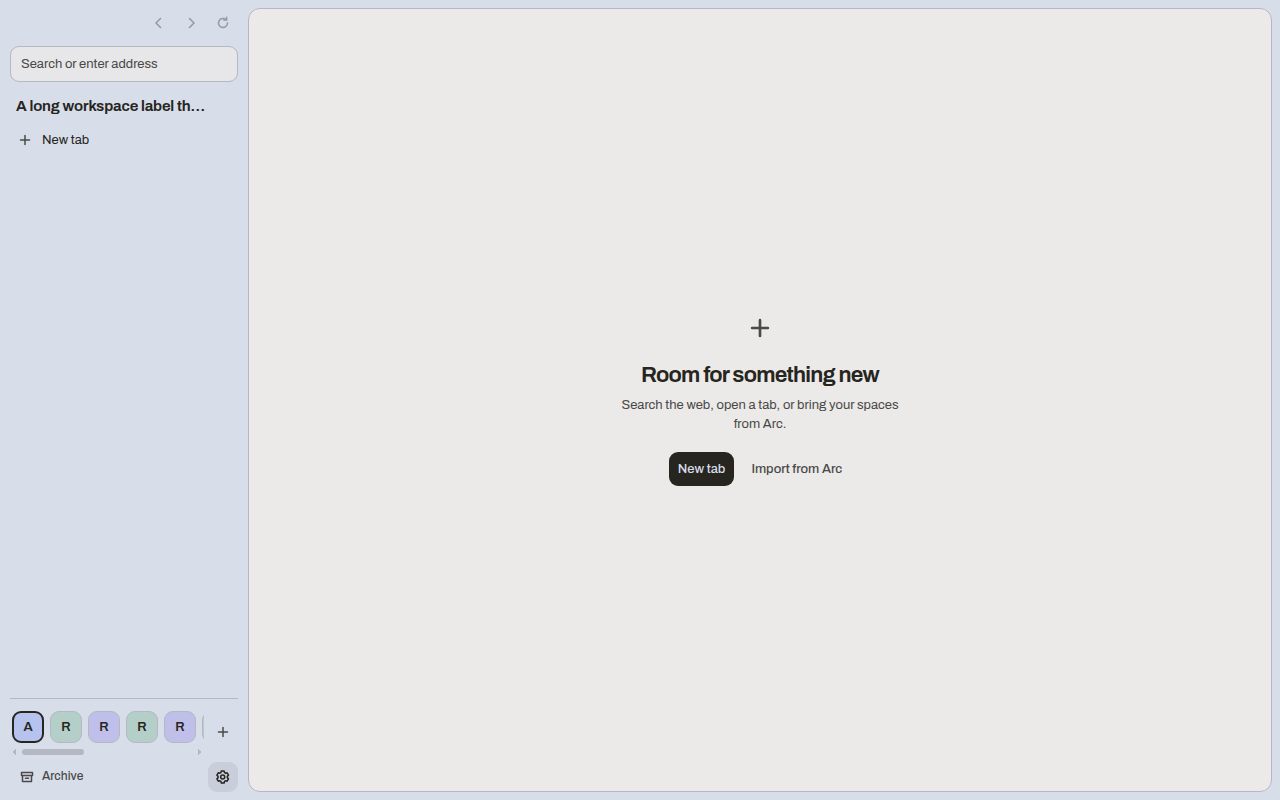 Search or enter address
A long workspace label th…
New tab
Room for something new
Search the web, open a tab, or bring your spaces
from Arc.
New tab
Import from Arc
A
R
R
R
R
Archive